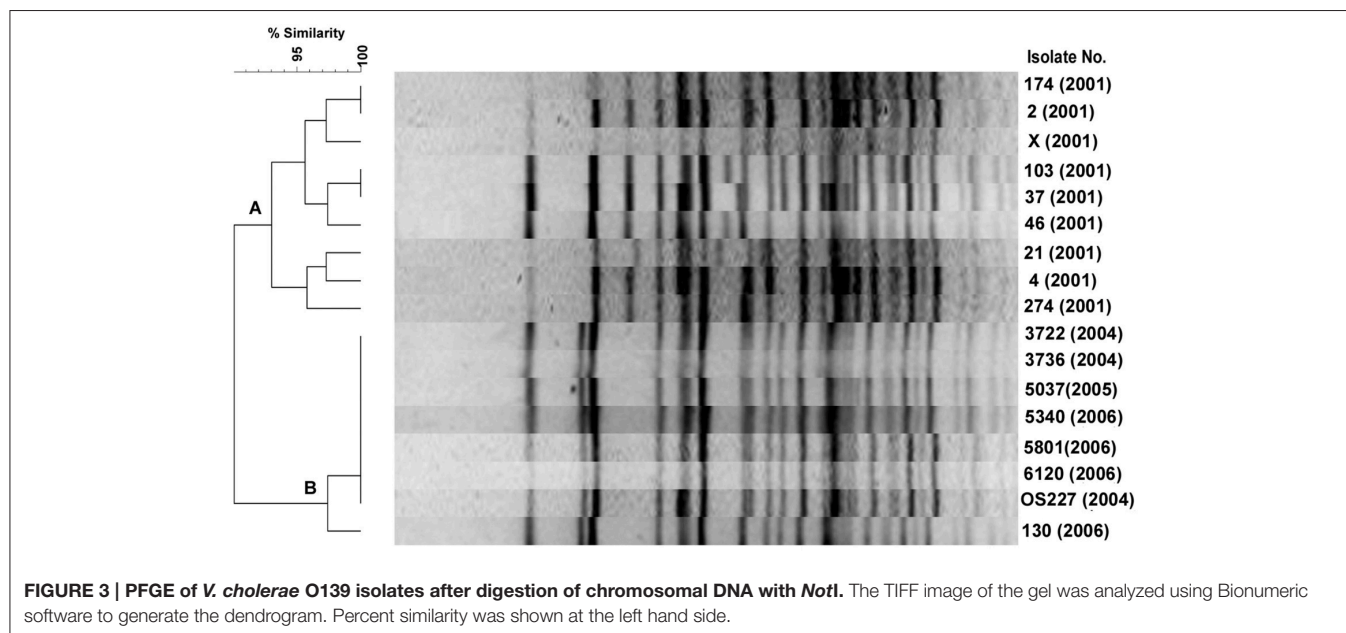 % Similarity
95
100
Isolate No.
174 (2001)
2 (2001)
X (2001)
103 (2001)
37 (2001)
A
46 (2001)
21 (2001)
4 (2001)
274 (2001)
3722 (2004)
3736 (2004)
5037(2005)
5340 (2006)
5801(2006)
6120 (2006)
B
OS227 (2004)
130 (2006)
FIGURE 3 | PFGE of V. cholerae O139 isolates after digestion of chromosomal DNA with NotI. The TIFF image of the gel was analyzed using Bionumeric
software to generate the dendrogram. Percent similarity was shown at the left hand side.